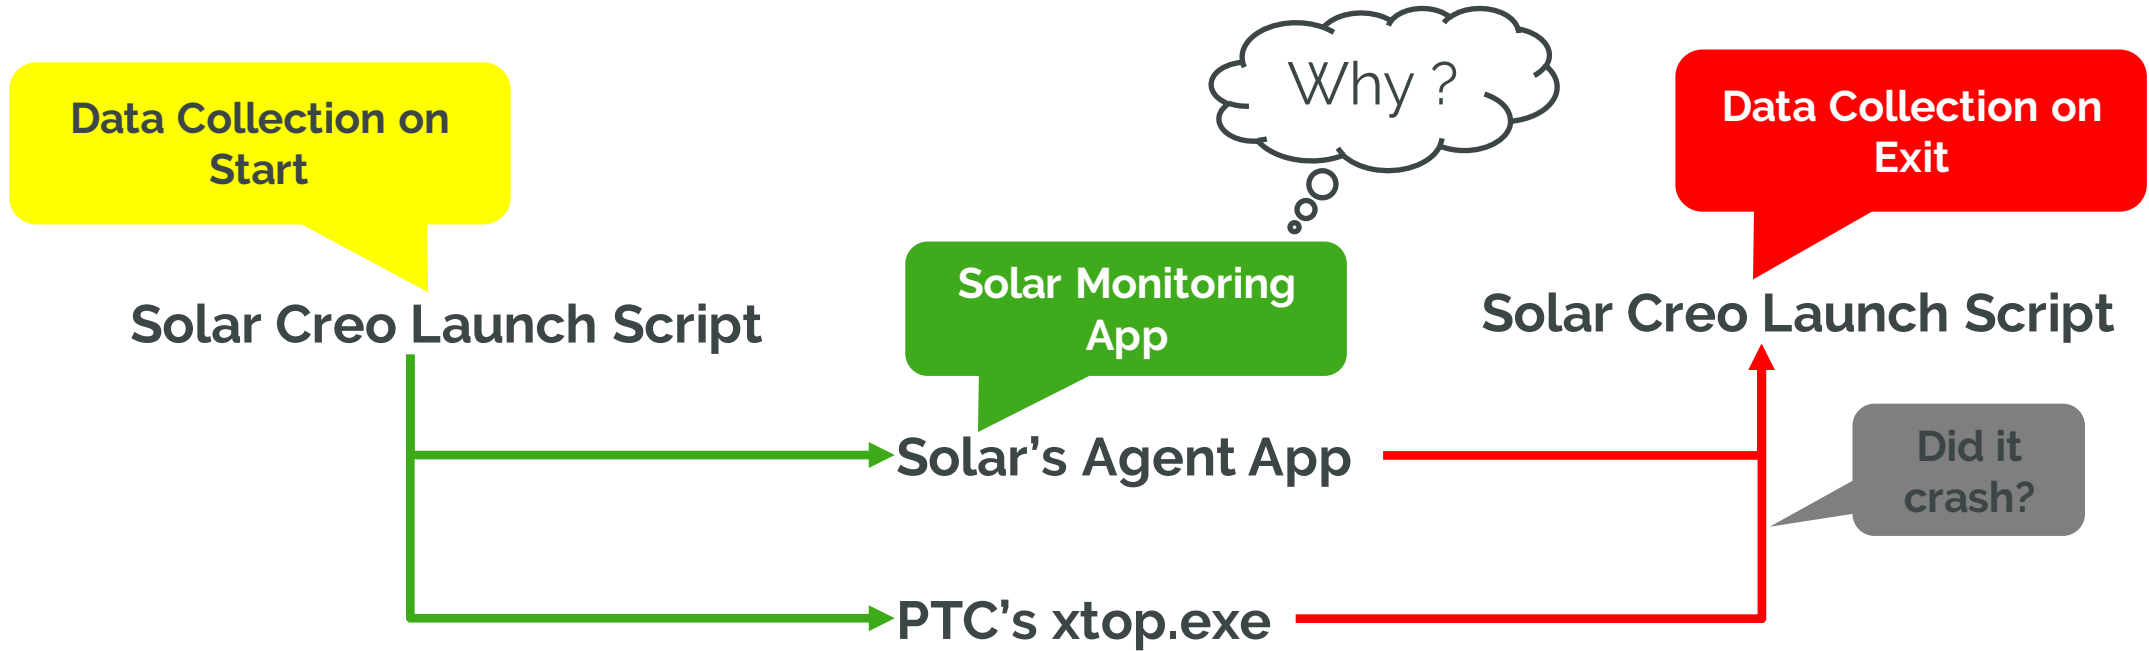 Why ?
Data Collection on
Start
Data Collection on
Exit
Solar Monitoring
App
Solar Creo Launch Script
Solar Creo Launch Script
Solar’s Agent App
Did it
crash?
PTC’s xtop.exe